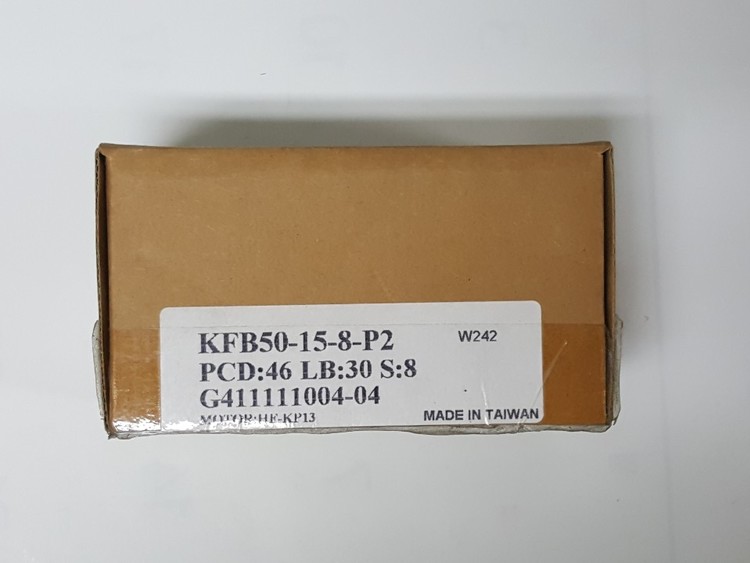 KFB50-15-8-P2 W242
PCD:46 LB:30 S:8
G411111004-04
MOTOR:HF-KP13 MADE IN TAIWAN